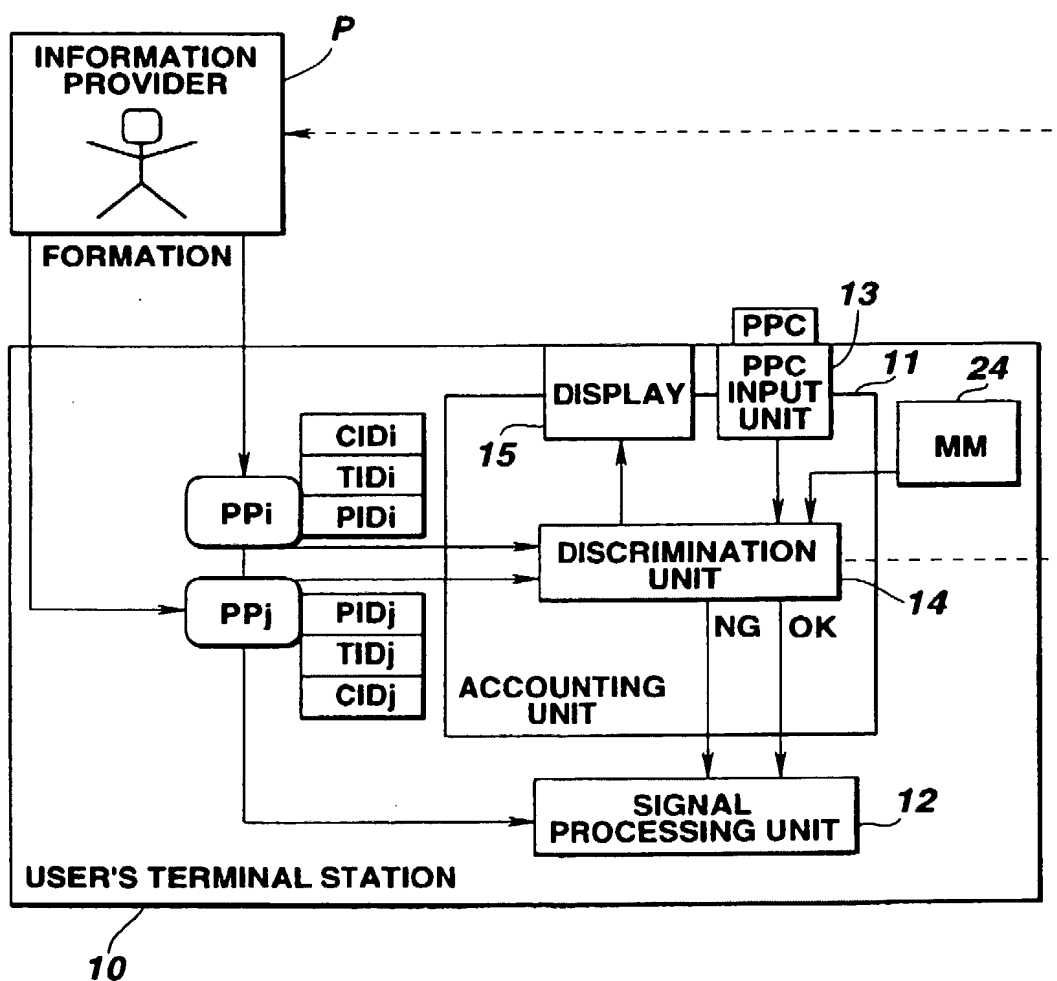 P
INFORMATION
PROVIDER
FORMATION
13
PPC
PPC
INPUT
UNIT
11
24
DISPLAY
15
MM
CIDi
TIDi
PIDi
PPi
DISCRIMINATION
UNIT
14
PPj
PIDj
TIDj
CIDj
NG
OK
ACCOUNTING
UNIT
SIGNAL
PROCESSING UNIT
12
USER'S TERMINAL STATION
10